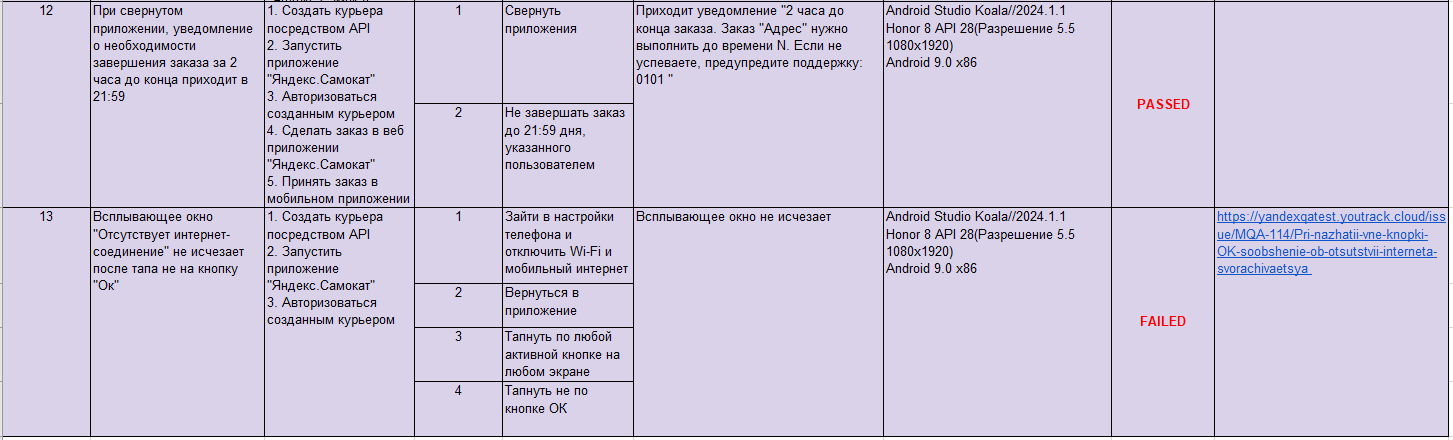 12
При свернутом
приложении, уведомление
о необходимости
завершения заказа за 2
часа до конца приходит в
21:59
1. Создать курьера
посредством API
2. Запустить
приложение
"Яндекс.Самокат"
3. Авторизоваться
созданным курьером
4. Сделать заказ в веб
приложении
"Яндекс.Самокат"
5. Принять заказ в
мобильном приложении
1
Свернуть
приложения
2
Не завершать заказ
до 21:59 дня,
указанного
пользователем
Приходит уведомление "2 часа до
конца заказа. Заказ "Адрес" нужно
выполнить до времени N. Если не
успеваете, предупредите поддержку:
0101 "
Android Studio Koala//2024.1.1
Honor 8 API 28(Разрешение 5.5
1080x1920)
Android 9.0 x86
PASSED
13
Всплывающее окно
"Отсутствует интернет-
соединение" не исчезает
после тапа не на кнопку
"Ок"
1. Создать курьера
посредством API
2. Запустить
приложение
"Яндекс.Самокат"
3. Авторизоваться
созданным курьером
1
Зайти в настройки
телефона и
отключить Wi-Fi и
мобильный интернет
2
Вернуться в
приложение
3
Тапнуть по любой
активной кнопке на
любом экране
4
Тапнуть не по
кнопке ОК
Всплывающее окно не исчезает
Android Studio Koala//2024.1.1
Honor 8 API 28(Разрешение 5.5
1080x1920)
Android 9.0 x86
FAILED
https://yandexqatest.youtrack.cloud/iss
ue/MQA-114/Pri-nazhatii-vne-knopki-
OK-soobshenie-ob-otsutstvii-interneta-
svorachivaetsya